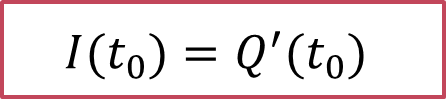 I(t₀) = Q′(t₀)